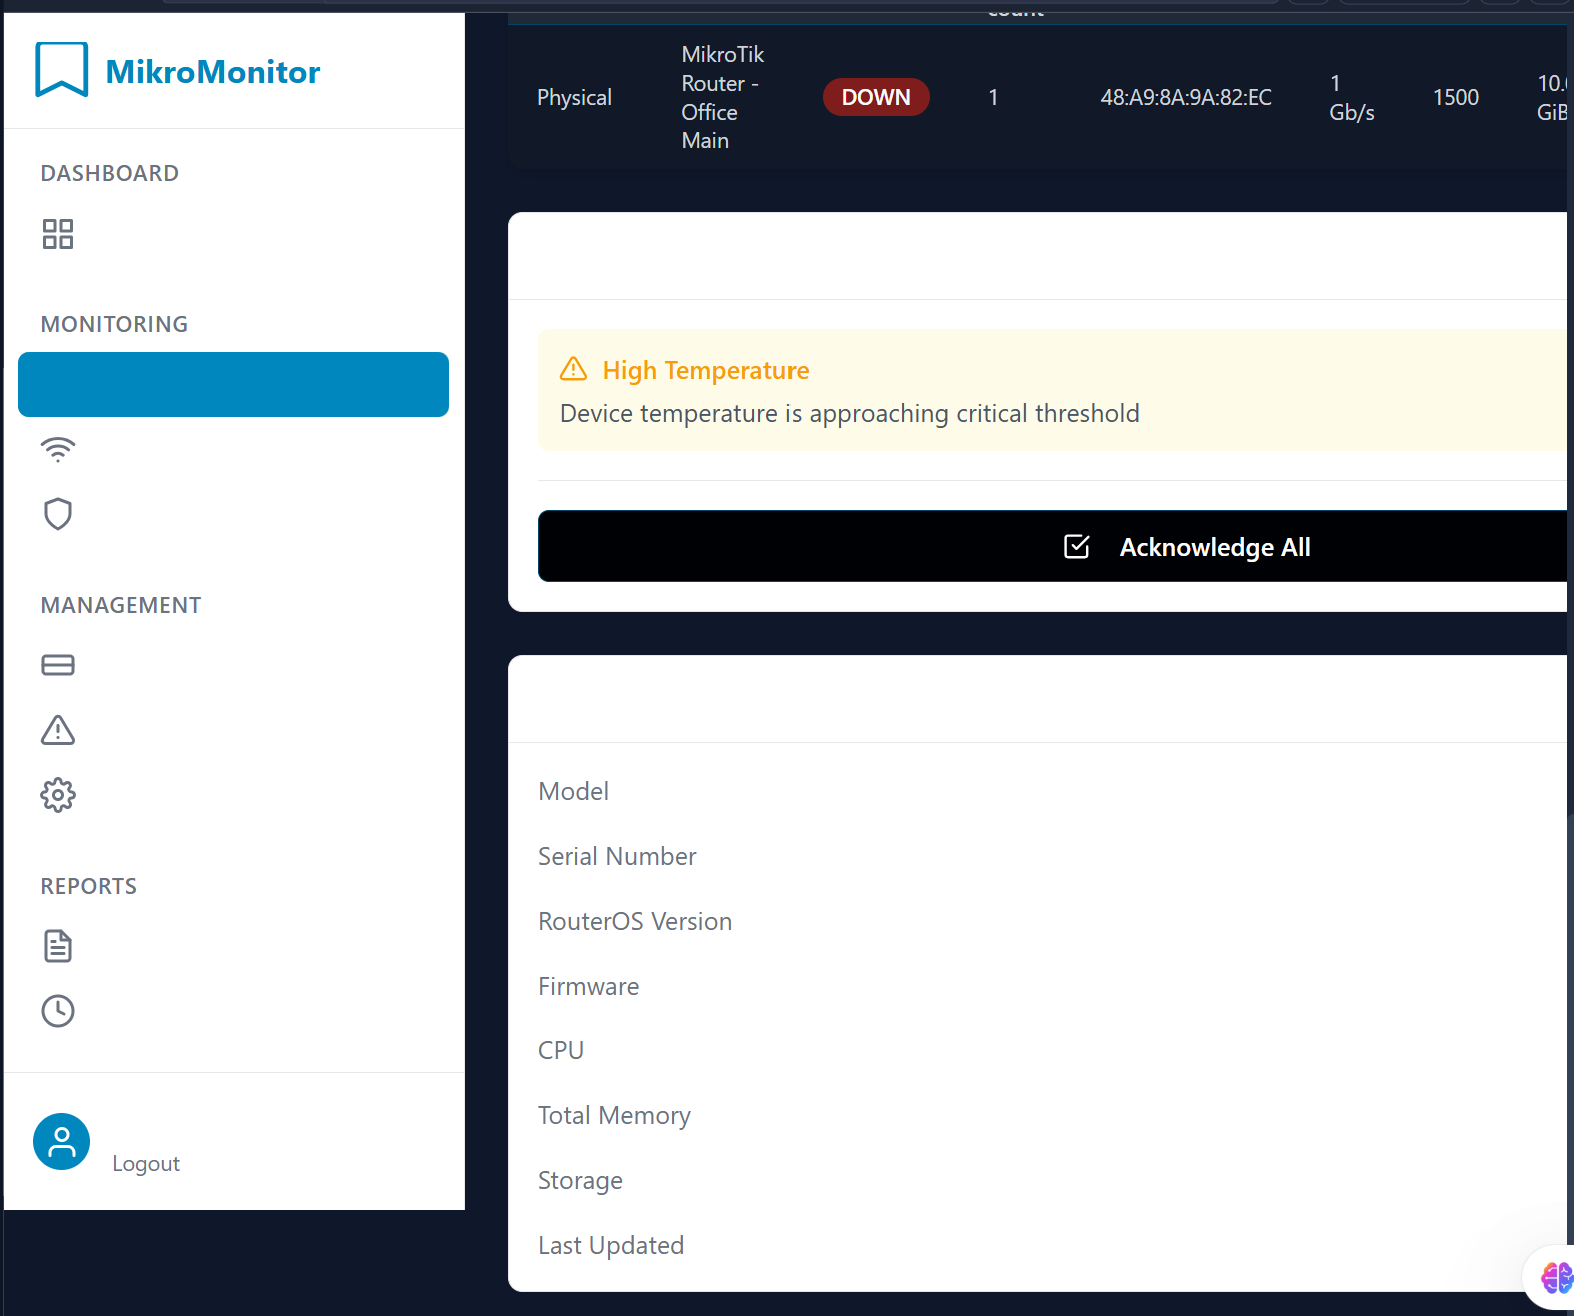 MikroMonitor
DASHBOARD
MONITORING
MANAGEMENT
REPORTS
Logout
count
Physical
MikroTik
Router -
Office
Main
DOWN
1
48:A9:8A:9A:82:EC
1
Gb/s
1500
10.
GiB
High Temperature
Device temperature is approaching critical threshold
Acknowledge All
Model
Serial Number
RouterOS Version
Firmware
CPU
Total Memory
Storage
Last Updated